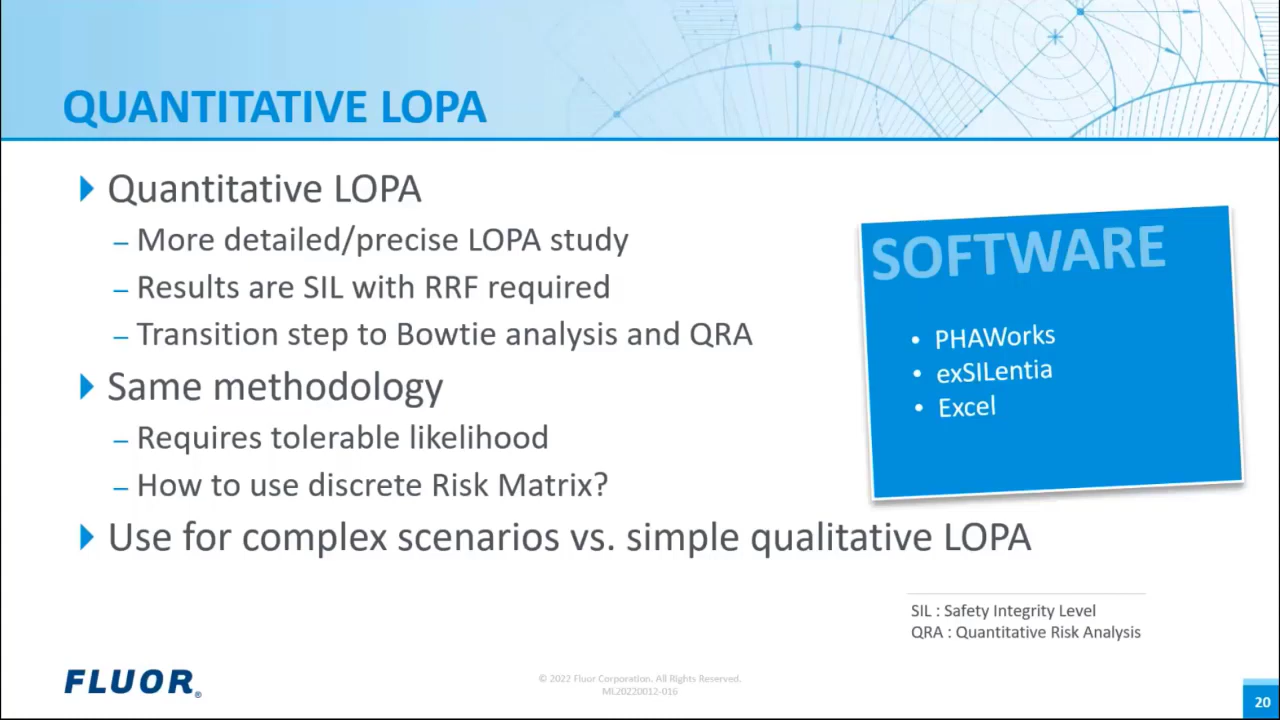 QUANTITATIVE LOPA
Quantitative LOPA
– More detailed/precise LOPA study
– Results are SIL with RRF required
– Transition step to Bowtie analysis and QRA
Same methodology
– Requires tolerable likelihood
– How to use discrete Risk Matrix?
Use for complex scenarios vs. simple qualitative LOPA
SOFTWARE
• PHAWorks
• exSILentia
• Excel
SIL : Safety Integrity Level
QRA : Quantitative Risk Analysis
FLUOR®
© 2022 Fluor Corporation. All Rights Reserved.
MI.20220012-016
20